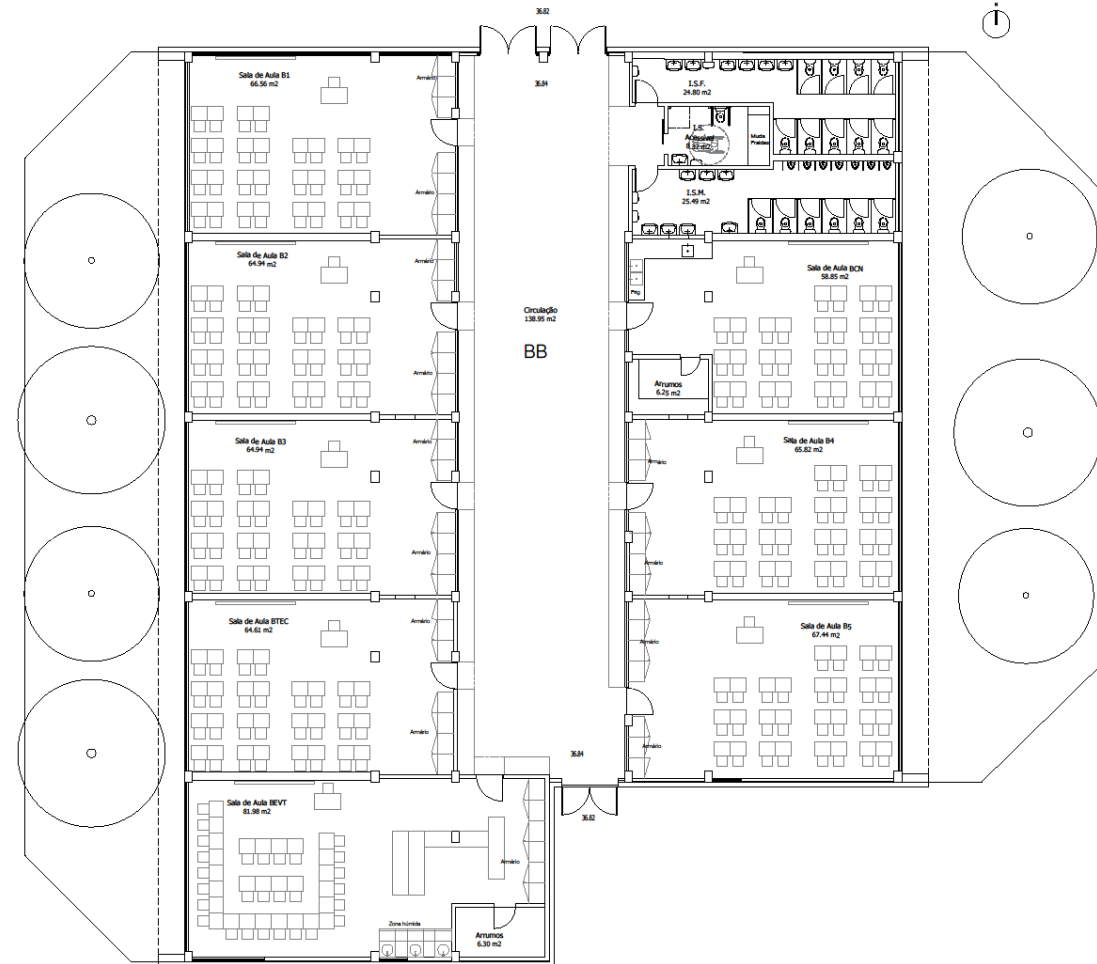 36.82
Sala de Aula B1
66.56 m2
Armário
36.84
I.S.F.
24.80 m2
I.S.
Acessível
Muda
Fraldas
Armário
I.S.M.
25.49 m2
Sala de Aula B2
64.94 m2
Armário
Sala de Aula BCN
58.85 m2
Circulação
138.95 m2
BB
Armário
Arrumos
6.25 m2
Sala de Aula B3
64.94 m2
Armário
Sala de Aula B4
65.82 m2
Armário
Armário
Armário
Sala de Aula BTEC
64.61 m2
Armário
Sala de Aula B5
67.44 m2
Armário
Armário
Armário
36.84
Sala de Aula BEVT
81.98 m2
36.82
Armário
Zona húmida
Arrumos
6.30 m2